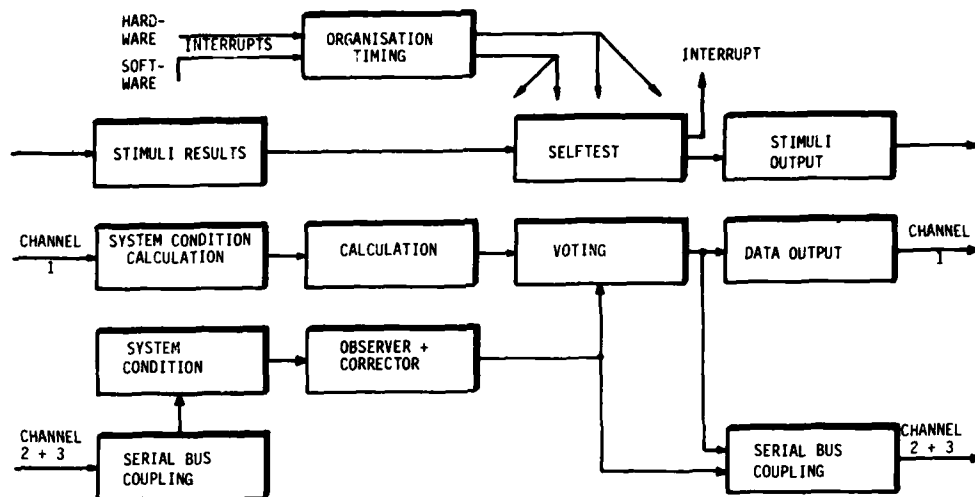 HARD-
WARE
INTERRUPTS
SOFT-
WARE
ORGANISATION
TIMING
INTERRUPT
STIMULI RESULTS
SELFTEST
STIMULI
OUTPUT
CHANNEL
1
SYSTEM CONDITION
CALCULATION
CALCULATION
VOTING
DATA OUTPUT
CHANNEL
1
SYSTEM
CONDITION
OBSERVER +
CORRECTOR
CHANNEL
2 + 3
SERIAL BUS
COUPLING
SERIAL BUS
COUPLING
CHANNEL
2 + 3